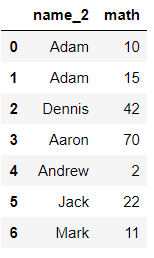 name_2 math
0 Adam 10
1 Adam 15
2 Dennis 42
3 Aaron 70
4 Andrew 2
5 Jack 22
6 Mark 11